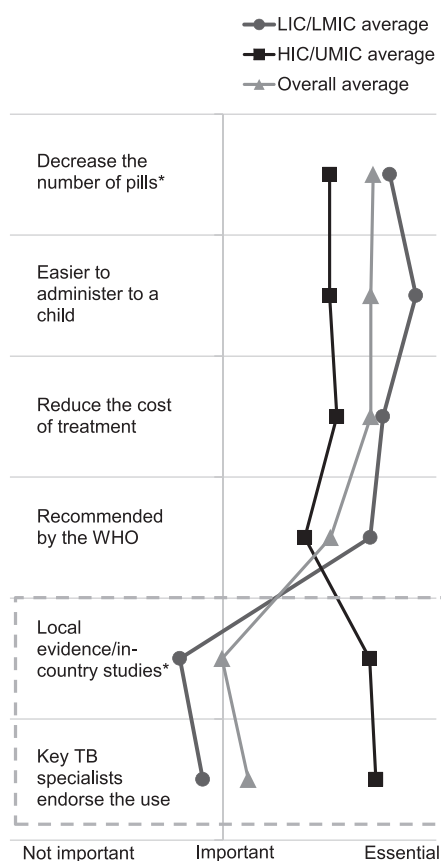 LIC/LMIC average
HIC/UMIC average
Overall average
Decrease the
number of pills*
Easier to
administer to a
child
Reduce the cost
of treatment
Recommended
by the WHO
Local
evidence/in-
country studies*
Key TB
specialists
endorse the use
Not important Important Essential